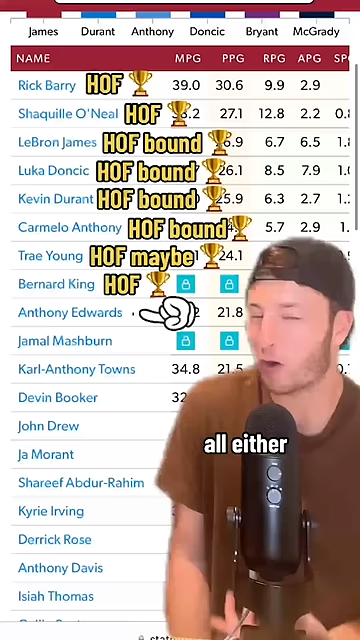 James Durant Anthony Doncic Bryant McGrady
NAME MPG PPG RPG APG
Rick Barry HOF 39.0 30.6 9.9 2.9
Shaquille O'Neal HOF 27.1 12.8 2.2
LeBron James HOF bound 6.7 6.5
Luka Doncic HOF bound 26.1 8.5 7.9
Kevin Durant HOF bound 25.9 6.3 2.7
Carmelo Anthony HOF bound 5.7 2.9
Trae Young HOF maybe 24.1
Bernard King HOF
Anthony Edwards 21.8
Jamal Mashburn
Karl-Anthony Towns 34.8 21.5
Devin Booker 32
John Drew
Ja Morant
Shareef Abdur-Rahim
Kyrie Irving
Derrick Rose
Anthony Davis
Isiah Thomas
all either